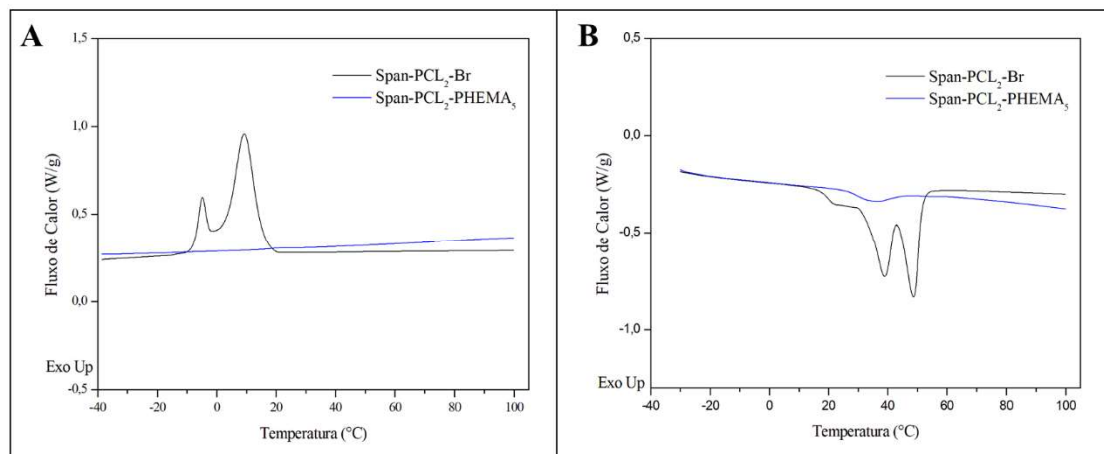 A
1,5
1,0
0,5
0,0
-0,5
Fluxo de Calor (W/g)
Span-PCL₂-Br
Span-PCL₂-PHEMA₅
Exo Up
-40 -20 0 20 40 60 80 100
Temperatura (°C)
B
0,5
0,0
-0,5
-1,0
Fluxo de Calor (W/g)
Span-PCL₂-Br
Span-PCL₂-PHEMA₅
Exo Up
-40 -20 0 20 40 60 80 100
Temperatura (°C)